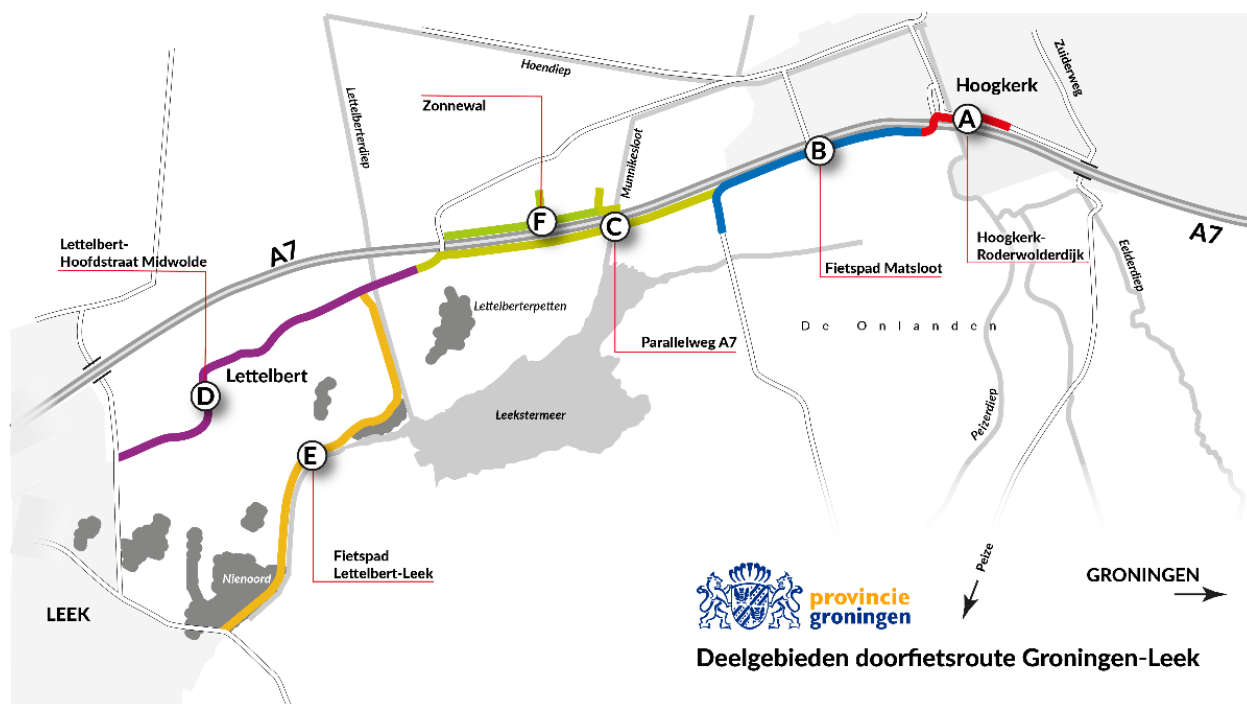 Hoendiep
Zuiderweg
Hoogkerk
Zonnewal
Lettelberterdiep
Munnikesloot
A
B
F
C
Lettelbert-
Hoofdstraat Midwolde
A7
A7
Hoogkerk-
Roderwolderdijk
Fietspad Matsloot
Eelderdiep
Lettelberterpetten
De Onlanden
Parallelweg A7
Lettelbert
D
Leekstermeer
Peizerdiep
E
Fietspad
Lettelbert-Leek
Nienoord
LEEK
Peize
GRONINGEN
provincie
groningen
Deelgebieden doorfietsroute Groningen-Leek